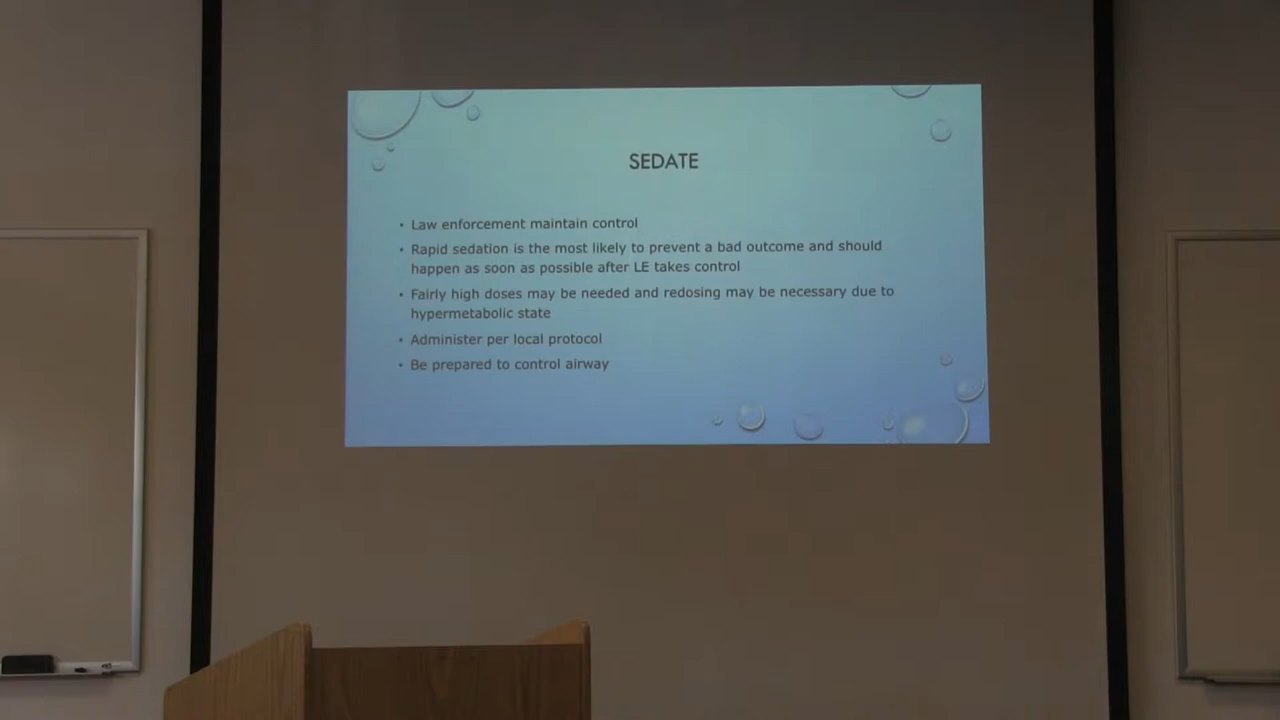 SEDATE
• Law enforcement maintain control
• Rapid sedation is the most likely to prevent a bad outcome and should
happen as soon as possible after LE takes control
• Fairly high doses may be needed and redosing may be necessary due to
hypermetabolic state
• Administer per local protocol
• Be prepared to control airway